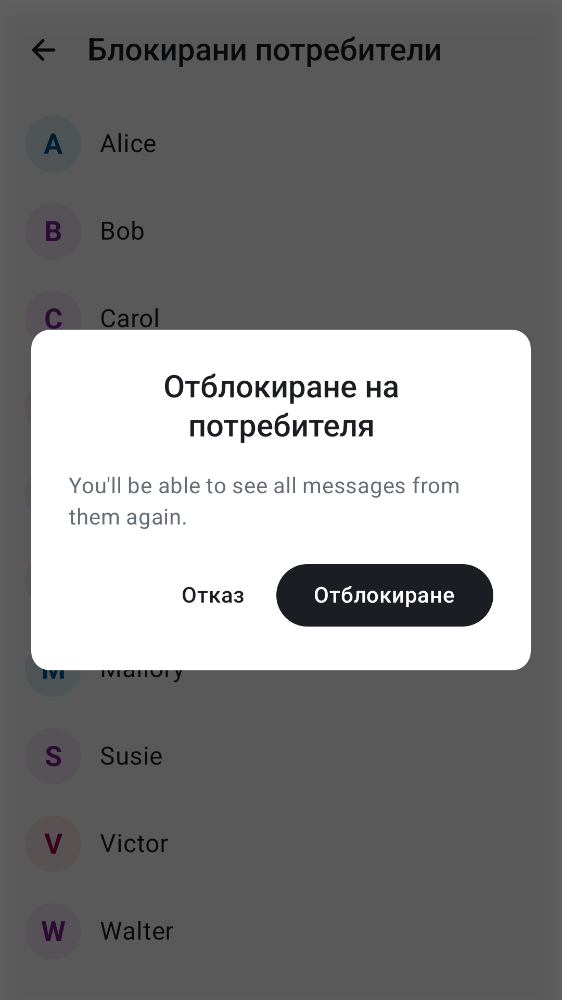 Блокирани потребители
A Alice
B Bob
C Carol
Отблокиране на
потребителя
You'll be able to see all messages from
them again.
Отказ Отблокиране
M Mallory
S Susie
V Victor
W Walter